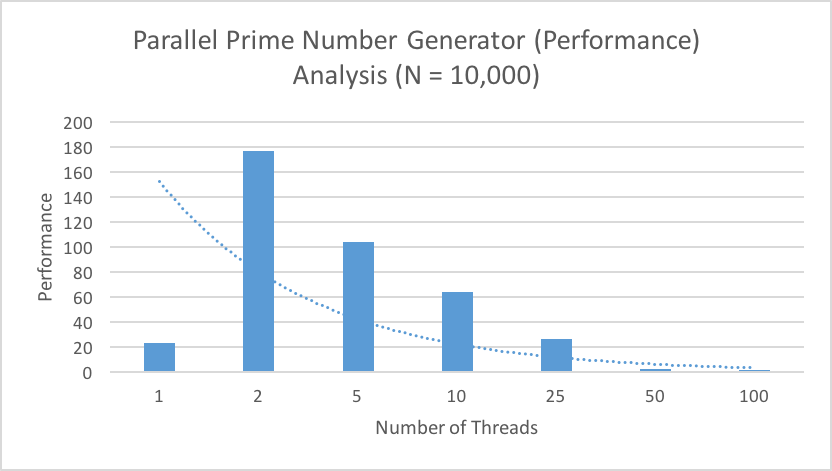 Parallel Prime Number Generator (Performance)
Analysis (N = 10,000)
200
180
160
140
120
100
80
60
40
20
0
Performance
1 2 5 10 25 50 100
Number of Threads